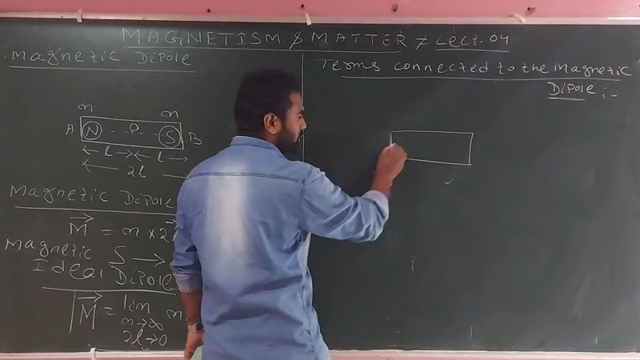 MAGNETISM & MATTER Lect. 04
Magnetic Dipole
m m
A N O S B
← l → ← l →
← 2l
Magnetic Dipole
M⃗ = m × 2l
Magnetic S →
Ideal Dipole
M⃗ = lim m
m→∞
2l→0
Terms connected to the Magnetic
Dipole :-